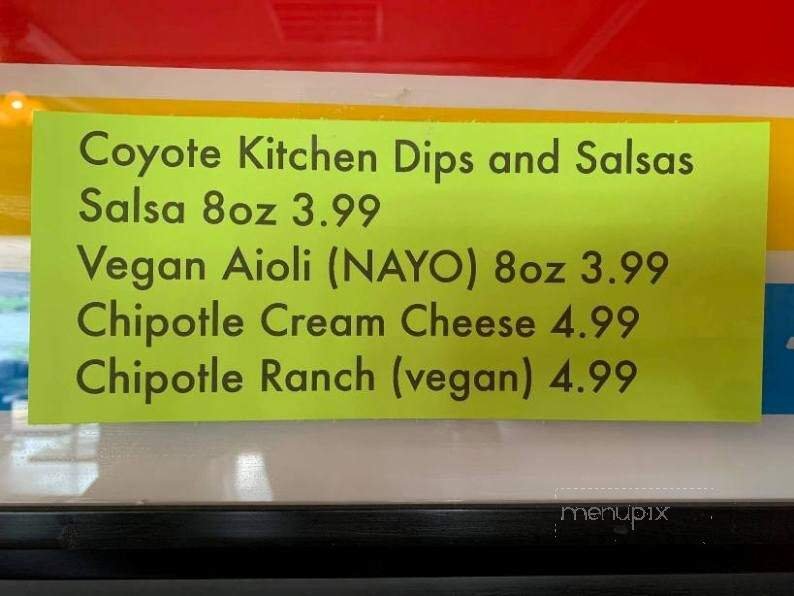 Coyote Kitchen Dips and Salsas
Salsa 8oz 3.99
Vegan Aioli (NAYO) 8oz 3.99
Chipotle Cream Cheese 4.99
Chipotle Ranch (vegan) 4.99
menupix